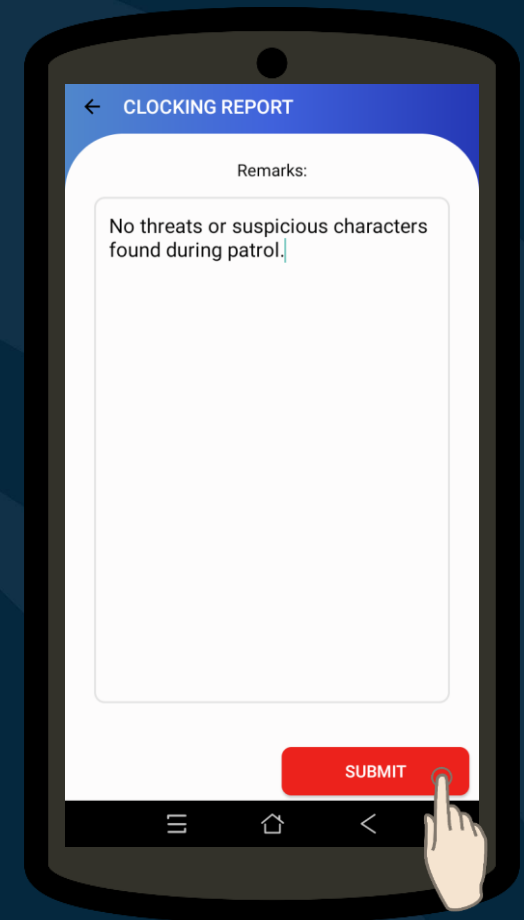 CLOCKING REPORT
Remarks:
No threats or suspicious characters
found during patrol.
SUBMIT